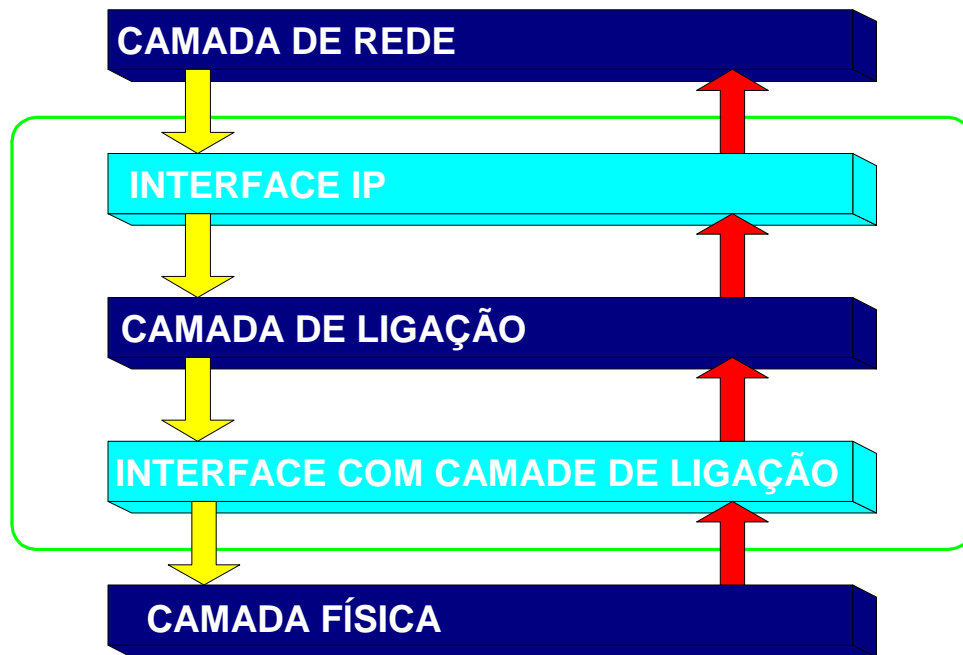 CAMADA DE REDE
INTERFACE IP
CAMADA DE LIGAÇÃO
INTERFACE COM CAMADE DE LIGAÇÃO
CAMADA FÍSICA